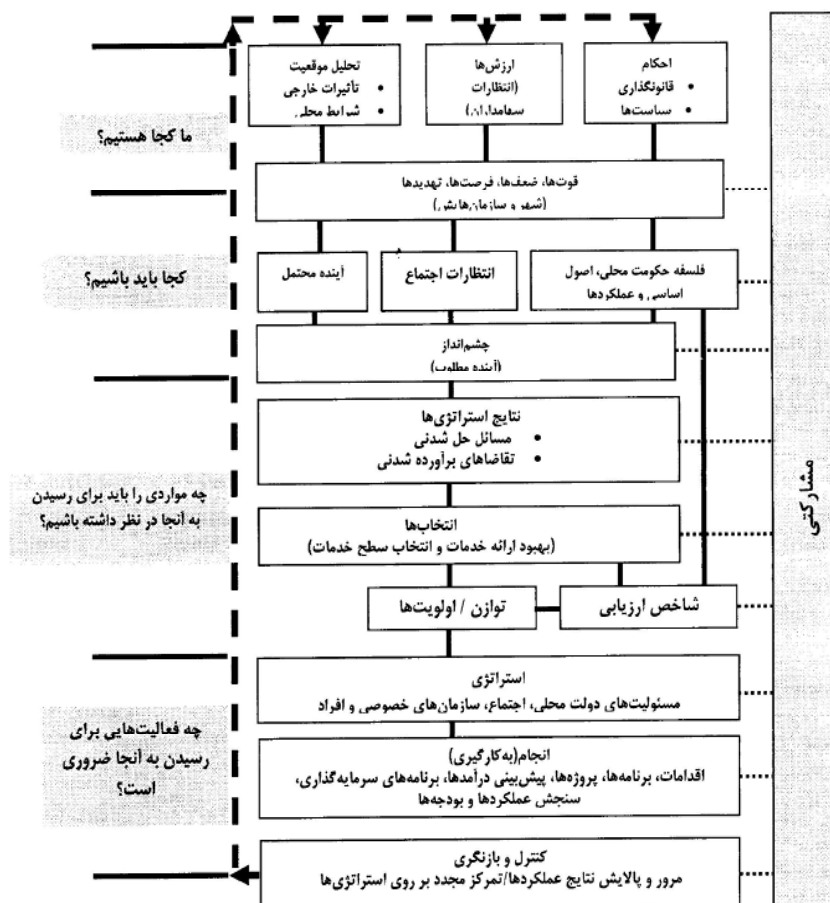 احکام
• قانونگذاری
• سیاست‌ها
ارزش‌ها
(انتظارات
سهامداران)
تحلیل موقعیت
• تأثیرات خارجی
• شرایط محلی
ما کجا هستیم؟
قوت‌ها، ضعف‌ها، فرصت‌ها، تهدیدها
(شهر و سازمان‌هایش)
فلسفه حکومت محلی، اصول
اساسی و عملکردها
انتظارات اجتماع
آینده محتمل
کجا باید باشیم؟
چشم‌انداز
(آینده مطلوب)
نتایج استراتژی‌ها
• مسائل حل شدنی
• تقاضاهای برآورده شدنی
چه مواردی را باید برای رسیدن
به آنجا در نظر داشته باشیم؟
انتخاب‌ها
(بهبود ارائه خدمات و انتخاب سطح خدمات)
شاخص ارزیابی
توازن / اولویت‌ها
استراتژی
مسئولیت‌های دولت محلی، اجتماع، سازمان‌های خصوصی و افراد
چه فعالیت‌هایی برای
رسیدن به آنجا ضروری
است؟
انجام(به‌کارگیری)
اقدامات، برنامه‌ها، پروژه‌ها، پیش‌بینی درآمدها، برنامه‌های سرمایه‌گذاری،
سنجش عملکردها و بودجه‌ها
کنترل و بازنگری
مرور و پالایش نتایج عملکردها/تمرکز مجدد بر روی استراتژی‌ها
مشارکتی